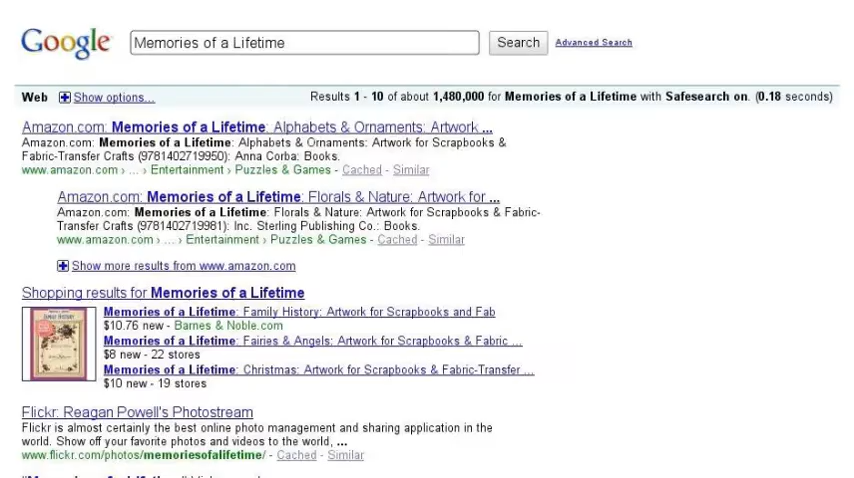 Google Memories of a Lifetime Search Advanced Search
Web Show options... Results 1 - 10 of about 1,480,000 for Memories of a Lifetime with Safesearch on. (0.18 seconds)
Amazon.com: Memories of a Lifetime: Alphabets & Ornaments: Artwork ...
Amazon.com: Memories of a Lifetime: Alphabets & Ornaments: Artwork for Scrapbooks &
Fabric-Transfer Crafts (9781402719950): Anna Corba: Books.
www.amazon.com › ... › Entertainment › Puzzles & Games - Cached - Similar
Amazon.com: Memories of a Lifetime: Florals & Nature: Artwork for ...
Amazon.com: Memories of a Lifetime: Florals & Nature: Artwork for Scrapbooks & Fabric-
Transfer Crafts (9781402719981): Inc. Sterling Publishing Co.: Books.
www.amazon.com › ... › Entertainment › Puzzles & Games - Cached - Similar
Show more results from www.amazon.com
Shopping results for Memories of a Lifetime
Memories of a Lifetime: Family History: Artwork for Scrapbooks and Fab
$10.76 new - Barnes & Noble.com
Memories of a Lifetime: Fairies & Angels: Artwork for Scrapbooks & Fabric ...
$8 new - 22 stores
Memories of a Lifetime: Christmas: Artwork for Scrapbooks & Fabric-Transfer ...
$10 new - 19 stores
Flickr: Reagan Powell's Photostream
Flickr is almost certainly the best online photo management and sharing application in the
world. Show off your favorite photos and videos to the world, ...
www.flickr.com/photos/memoriesofalifetime/ - Cached - Similar